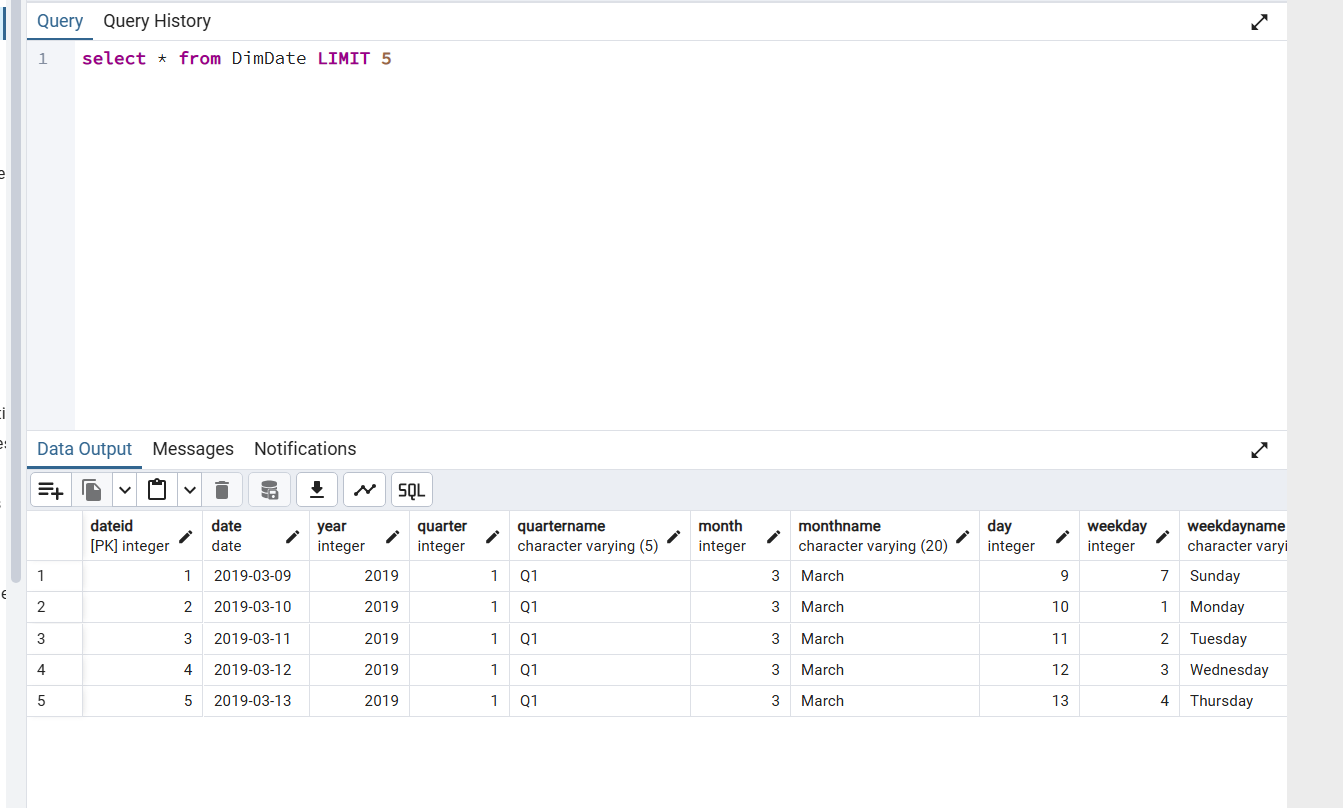 Query Query History
1 select * from DimDate LIMIT 5
Data Output Messages Notifications
SQL
dateid date year quarter quartername month monthname day weekday weekdayname
[PK] integer date integer integer character varying (5) integer character varying (20) integer integer character varyi
1 1 2019-03-09 2019 1 Q1 3 March 9 7 Sunday
2 2 2019-03-10 2019 1 Q1 3 March 10 1 Monday
3 3 2019-03-11 2019 1 Q1 3 March 11 2 Tuesday
4 4 2019-03-12 2019 1 Q1 3 March 12 3 Wednesday
5 5 2019-03-13 2019 1 Q1 3 March 13 4 Thursday